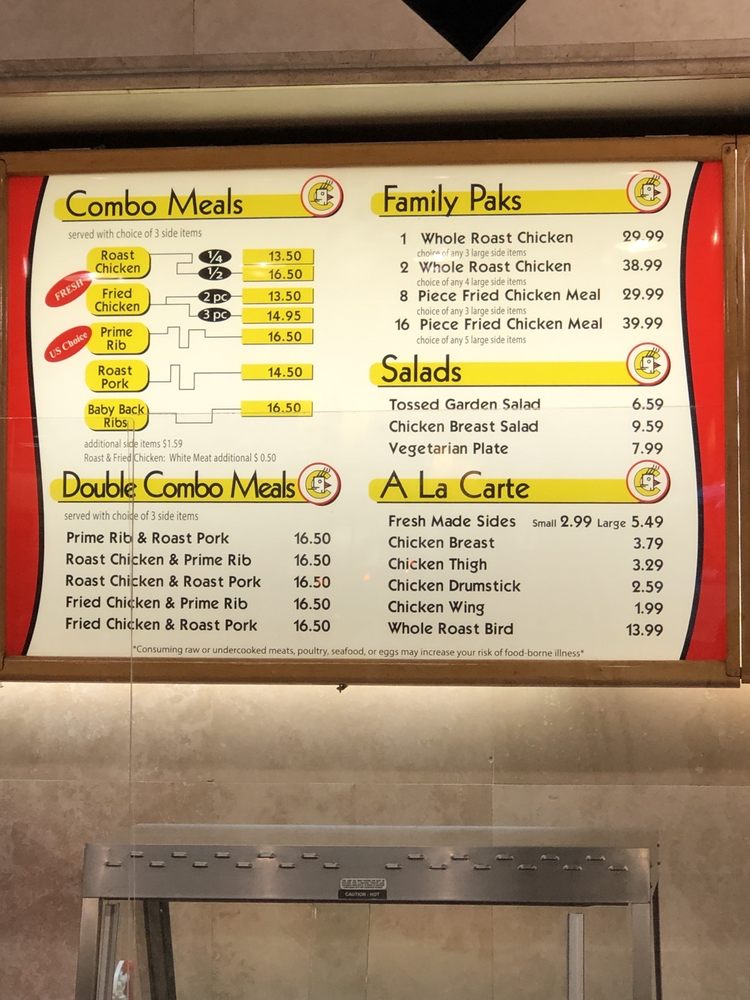 Combo Meals
served with choice of 3 side items
Roast Chicken 1/4 13.50
1/2 16.50
FRESH
Fried Chicken 2 pc 13.50
3 pc 14.95
US Choice
Prime Rib 16.50
Roast Pork 14.50
Baby Back Ribs 16.50
additional side items $1.59
Roast & Fried Chicken: White Meat additional $ 0.50
Double Combo Meals
served with choice of 3 side items
Prime Rib & Roast Pork 16.50
Roast Chicken & Prime Rib 16.50
Roast Chicken & Roast Pork 16.50
Fried Chicken & Prime Rib 16.50
Fried Chicken & Roast Pork 16.50
Family Paks
1 Whole Roast Chicken 29.99
choice of any 3 large side items
2 Whole Roast Chicken 38.99
choice of any 4 large side items
8 Piece Fried Chicken Meal 29.99
choice of any 3 large side items
16 Piece Fried Chicken Meal 39.99
choice of any 5 large side items
Salads
Tossed Garden Salad 6.59
Chicken Breast Salad 9.59
Vegetarian Plate 7.99
A La Carte
Fresh Made Sides Small 2.99 Large 5.49
Chicken Breast 3.79
Chicken Thigh 3.29
Chicken Drumstick 2.59
Chicken Wing 1.99
Whole Roast Bird 13.99
*Consuming raw or undercooked meats, poultry, seafood, or eggs may increase your risk of food-borne illness*
CAUTION - HOT